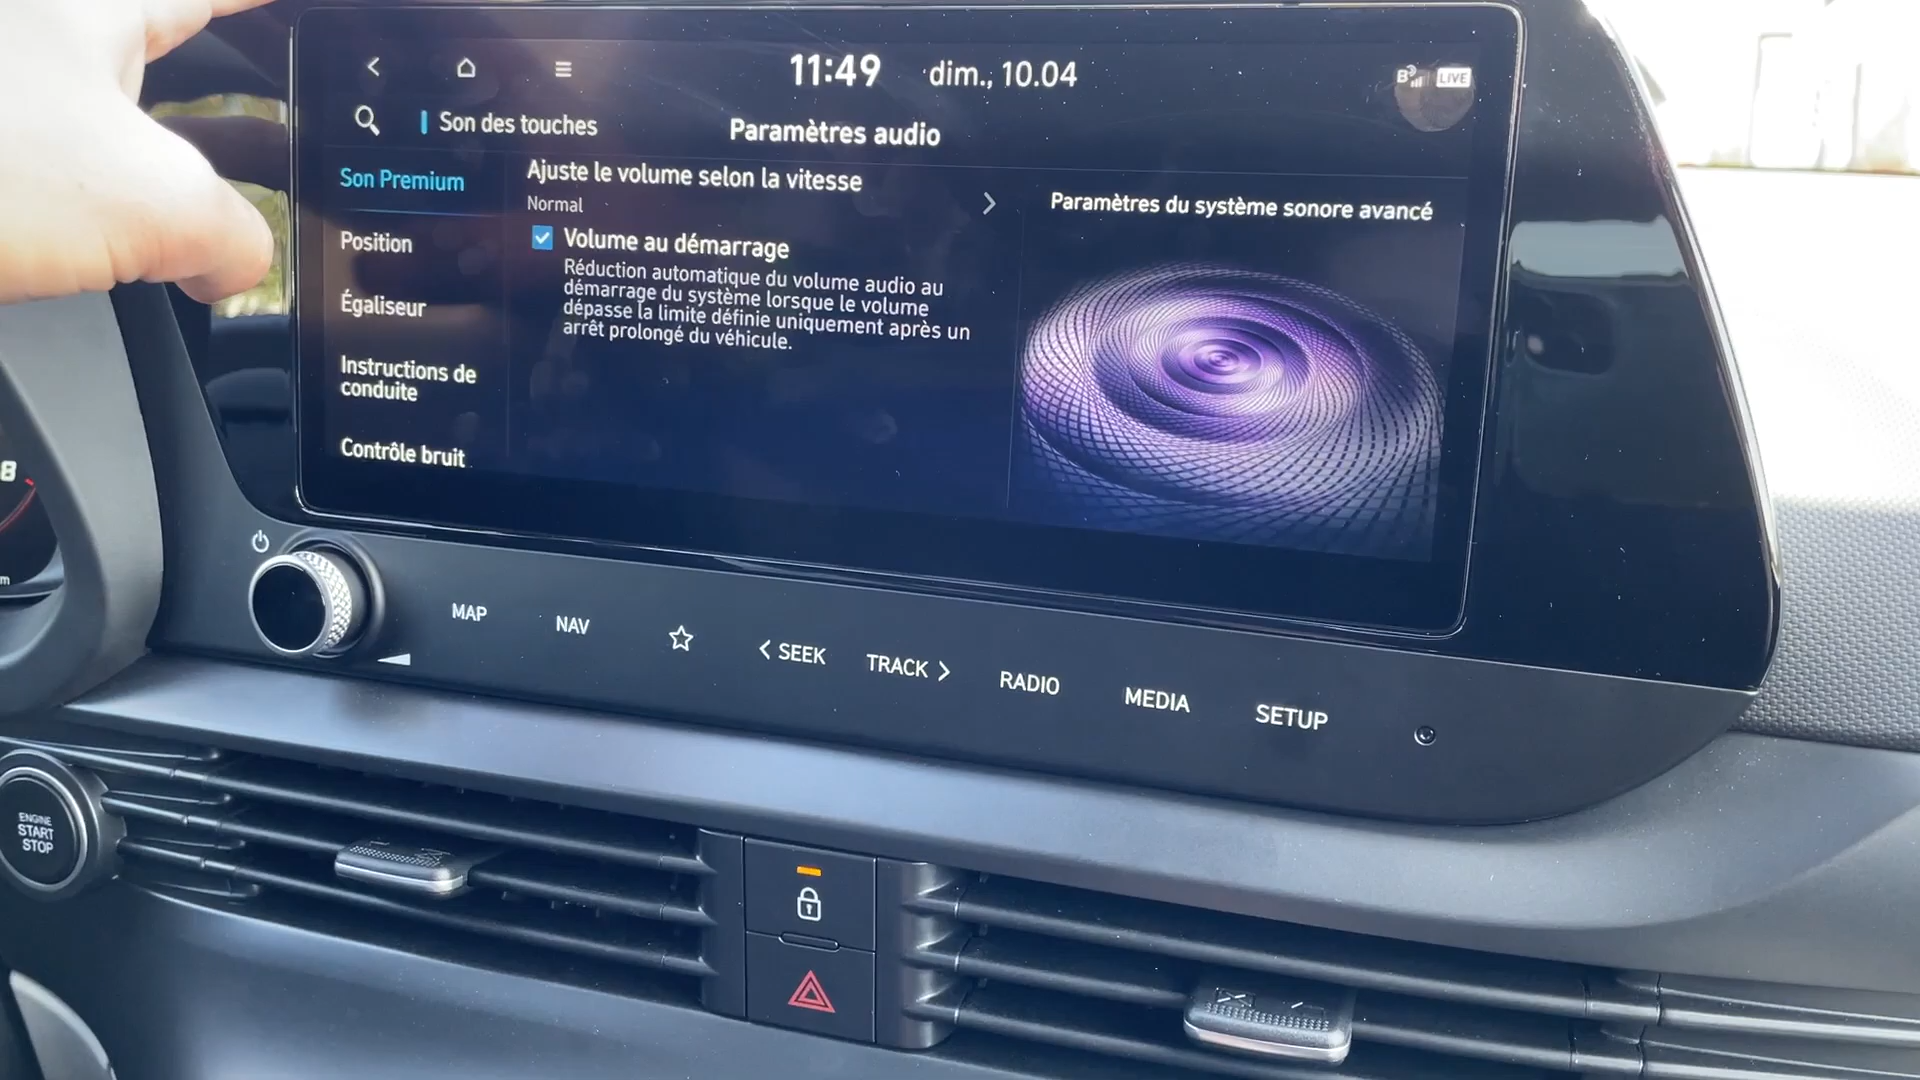 11:49 dim., 10.04
LIVE
Son des touches
Paramètres audio
Son Premium
Position
Égaliseur
Instructions de
conduite
Contrôle bruit
Ajuste le volume selon la vitesse
Normal
Volume au démarrage
Réduction automatique du volume audio au
démarrage du système lorsque le volume
dépasse la limite définie uniquement après un
arrêt prolongé du véhicule.
Paramètres du système sonore avancé
MAP
NAV
< SEEK
TRACK >
RADIO
MEDIA
SETUP
8
ENGINE
START
STOP